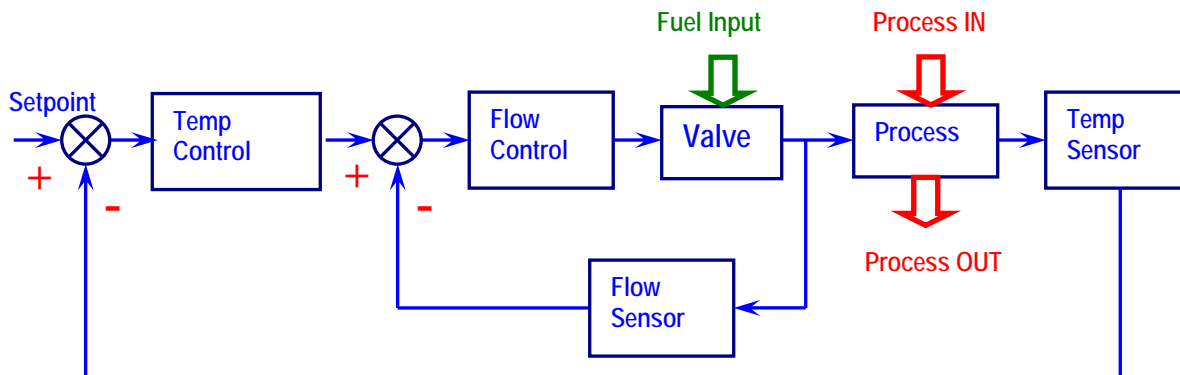 Fuel Input
Process IN
Setpoint
+
-
Temp
Control
+
-
Flow
Control
Valve
Process
Temp
Sensor
Process OUT
Flow
Sensor